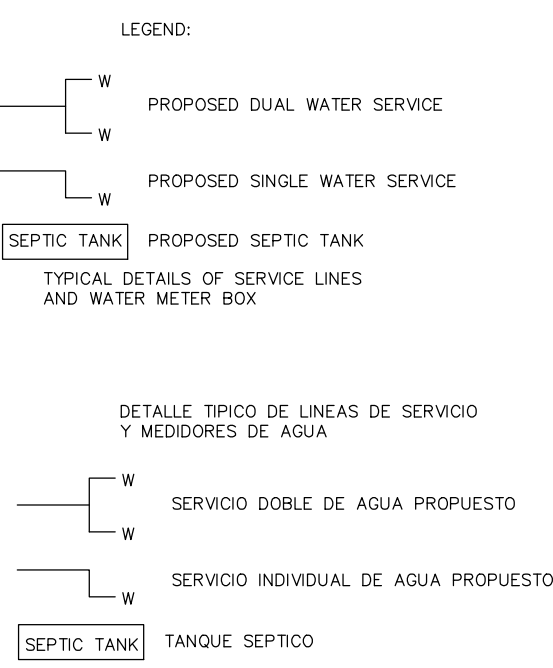 LEGEND:
W
PROPOSED DUAL WATER SERVICE
W
PROPOSED SINGLE WATER SERVICE
W
SEPTIC TANK PROPOSED SEPTIC TANK
TYPICAL DETAILS OF SERVICE LINES
AND WATER METER BOX
DETALLE TIPICO DE LINEAS DE SERVICIO
Y MEDIDORES DE AGUA
W
SERVICIO DOBLE DE AGUA PROPUESTO
W
SERVICIO INDIVIDUAL DE AGUA PROPUESTO
W
SEPTIC TANK TANQUE SEPTICO